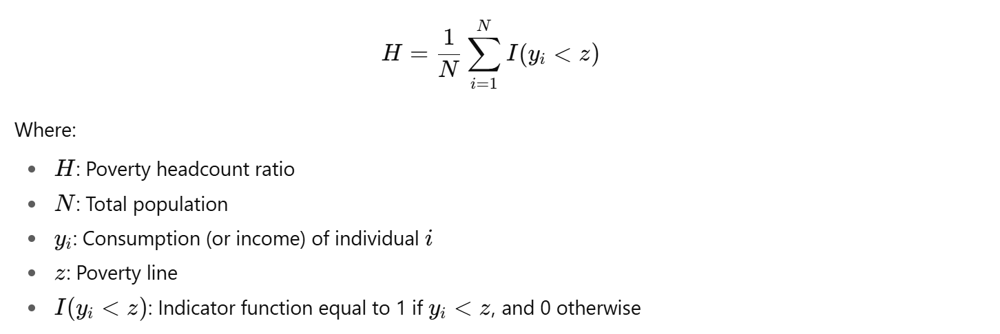 H = \frac{1}{N} \sum_{i=1}^{N} I(y_i < z)
Where:
• H: Poverty headcount ratio
• N: Total population
• y_i: Consumption (or income) of individual i
• z: Poverty line
• I(y_i < z): Indicator function equal to 1 if y_i < z, and 0 otherwise